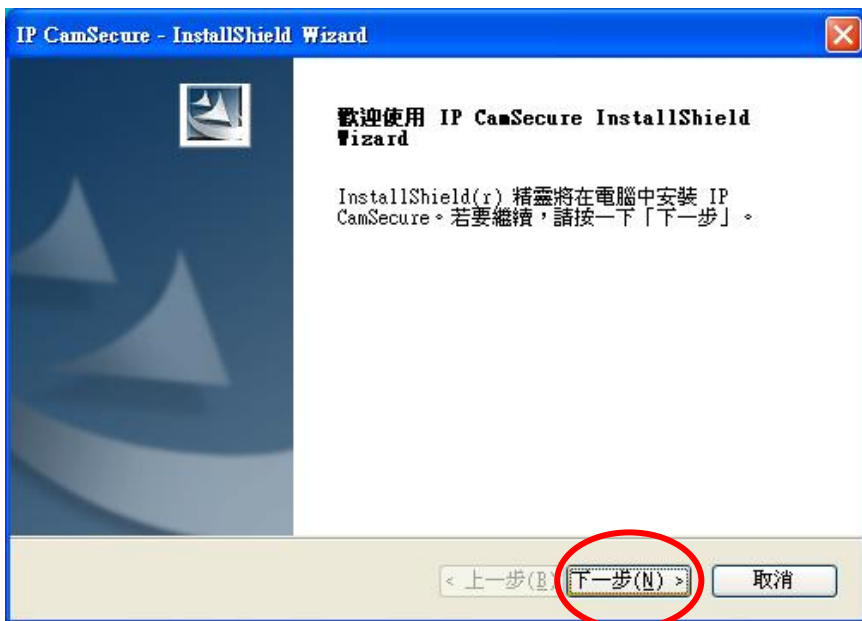 IP CamSecure - InstallShield Wizard
歡迎使用 IP CamSecure InstallShield
Wizard
InstallShield(r) 精靈將在電腦中安裝 IP
CamSecure。若要繼續，請按一下「下一步」。
< 上一步(B) 下一步(N) > 取消